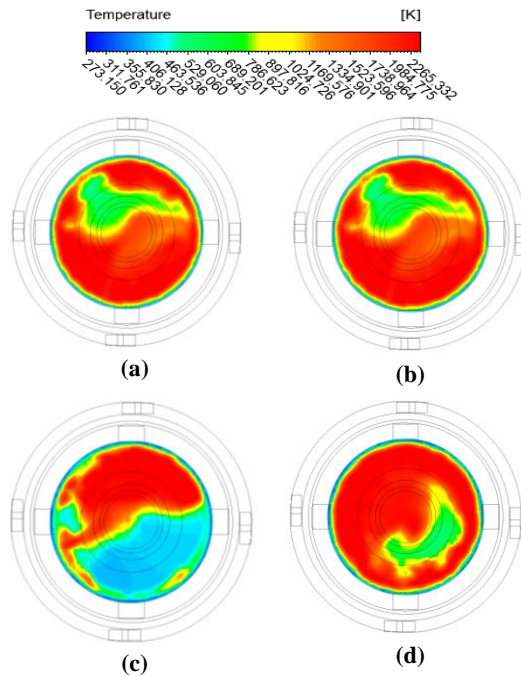 Temperature [K]
273.150 311.761 355.830 406.128 463.536 529.060 603.845 689.201 786.623 897.816 1024.726 1169.576 1334.901 1523.596 1738.964 1984.775 2265.332
(a) (b)
(c) (d)